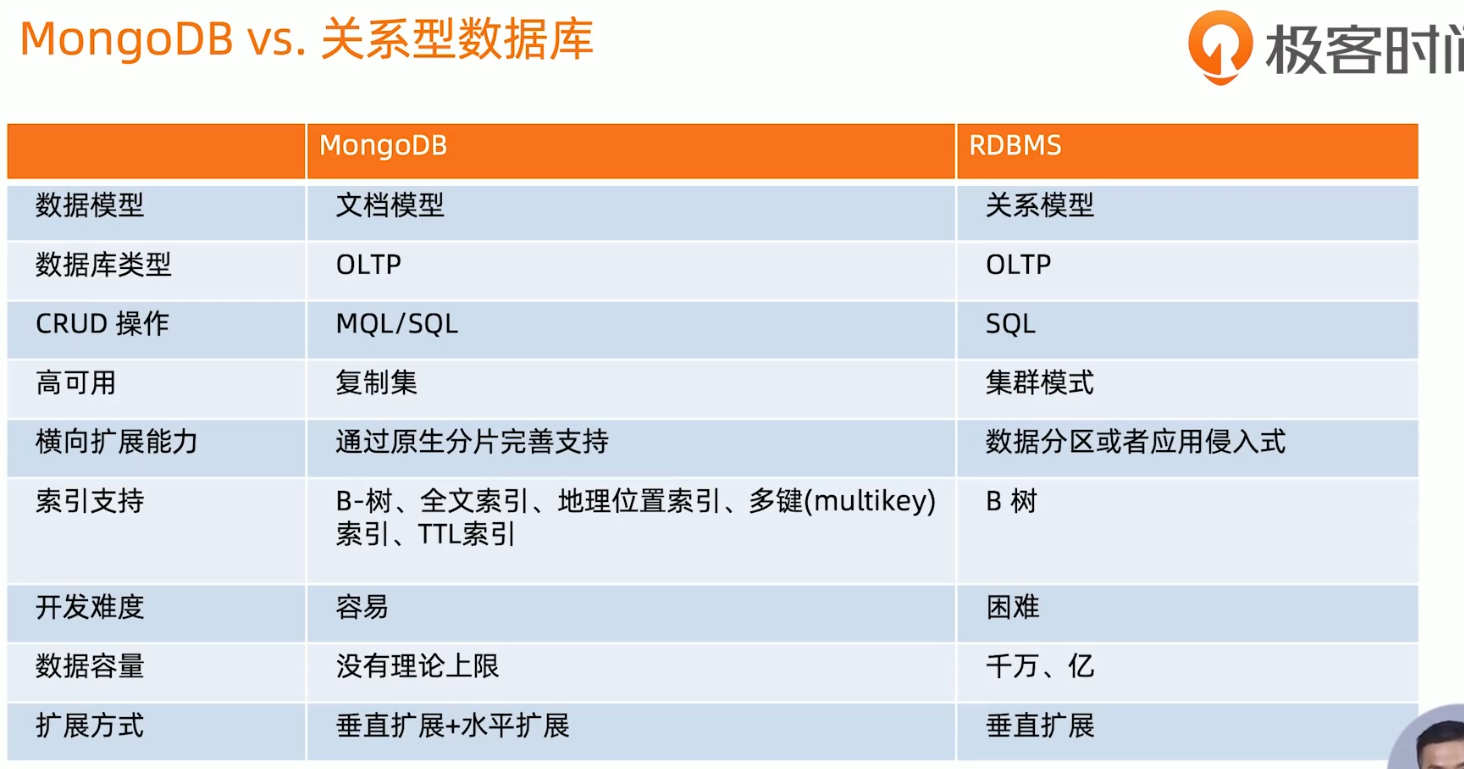 MongoDB vs. 关系型数据库
极客时间
MongoDB
RDBMS
数据模型
文档模型
关系模型
数据库类型
OLTP
OLTP
CRUD 操作
MQL/SQL
SQL
高可用
复制集
集群模式
横向扩展能力
通过原生分片完善支持
数据分区或者应用侵入式
索引支持
B-树、全文索引、地理位置索引、多键(multikey)
索引、TTL索引
B 树
开发难度
容易
困难
数据容量
没有理论上限
千万、亿
扩展方式
垂直扩展+水平扩展
垂直扩展